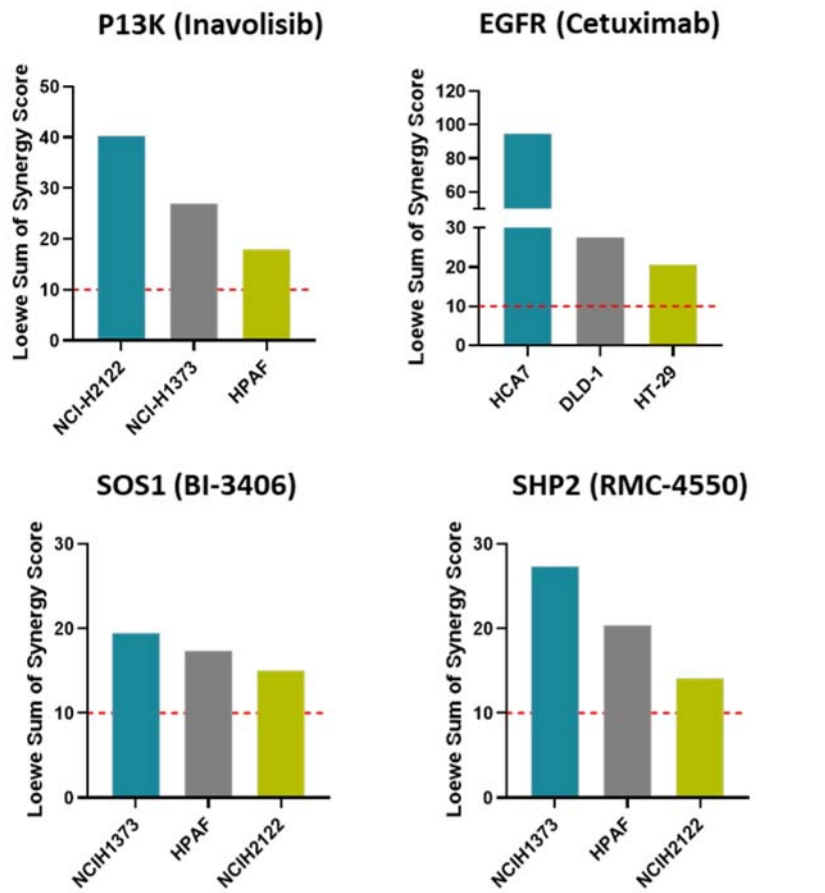 P13K (Inavolisib)
Loewe Sum of Synergy Score
50
40
30
20
10
0
NCI-H2122
NCI-H1373
HPAF
EGFR (Cetuximab)
Loewe Sum of Synergy Score
120
100
80
60
30
20
10
0
HCA7
DLD-1
HT-29
SOS1 (BI-3406)
Loewe Sum of Synergy Score
30
20
10
0
NCIH1373
HPAF
NCIH2122
SHP2 (RMC-4550)
Loewe Sum of Synergy Score
30
20
10
0
NCIH1373
HPAF
NCIH2122